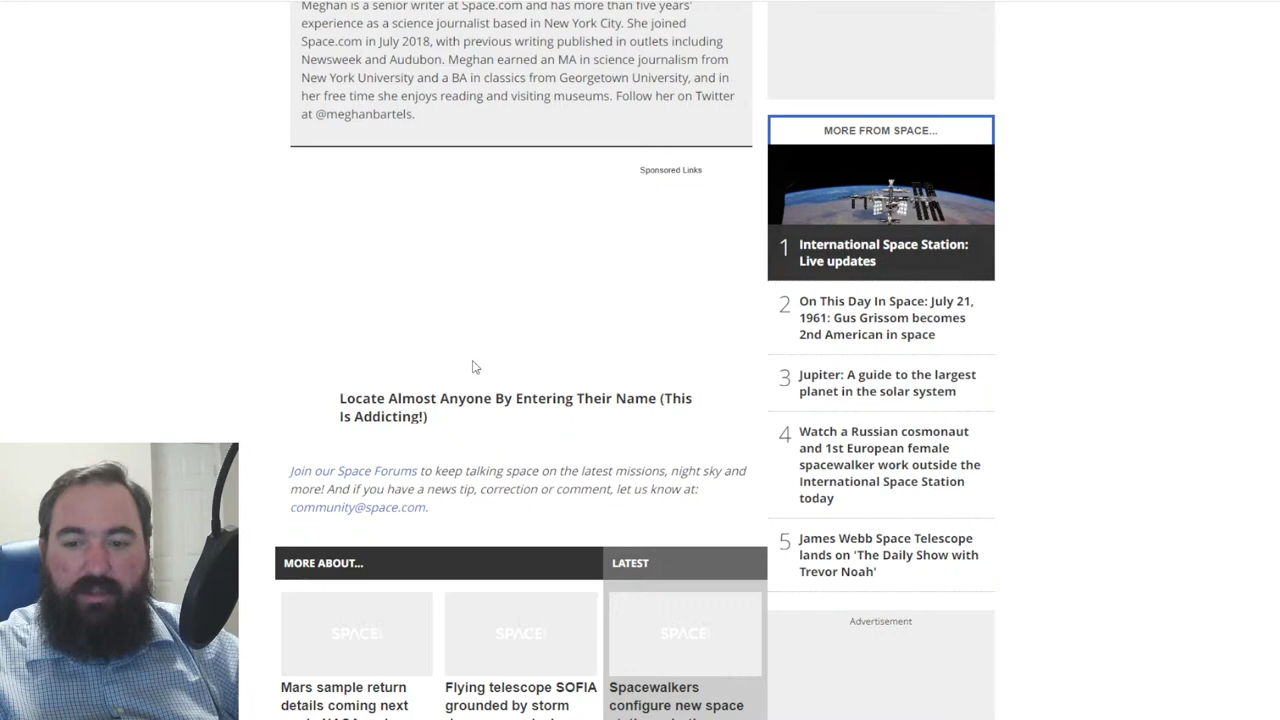 Meghan is a senior writer at Space.com and has more than five years'
experience as a science journalist based in New York City. She joined
Space.com in July 2018, with previous writing published in outlets including
Newsweek and Audubon. Meghan earned an MA in science journalism from
New York University and a BA in classics from Georgetown University, and in
her free time she enjoys reading and visiting museums. Follow her on Twitter
at @meghanbartels.
Sponsored Links
Locate Almost Anyone By Entering Their Name (This
Is Addicting!)
Join our Space Forums to keep talking space on the latest missions, night sky and
more! And if you have a news tip, correction or comment, let us know at:
community@space.com.
MORE ABOUT...
LATEST
SPACE
SPACE
SPACE
Mars sample return
details coming next
Flying telescope SOFIA
grounded by storm
Spacewalkers
configure new space
MORE FROM SPACE...
1
International Space Station:
Live updates
2
On This Day In Space: July 21,
1961: Gus Grissom becomes
2nd American in space
3
Jupiter: A guide to the largest
planet in the solar system
4
Watch a Russian cosmonaut
and 1st European female
spacewalker work outside the
International Space Station
today
5
James Webb Space Telescope
lands on 'The Daily Show with
Trevor Noah'
Advertisement